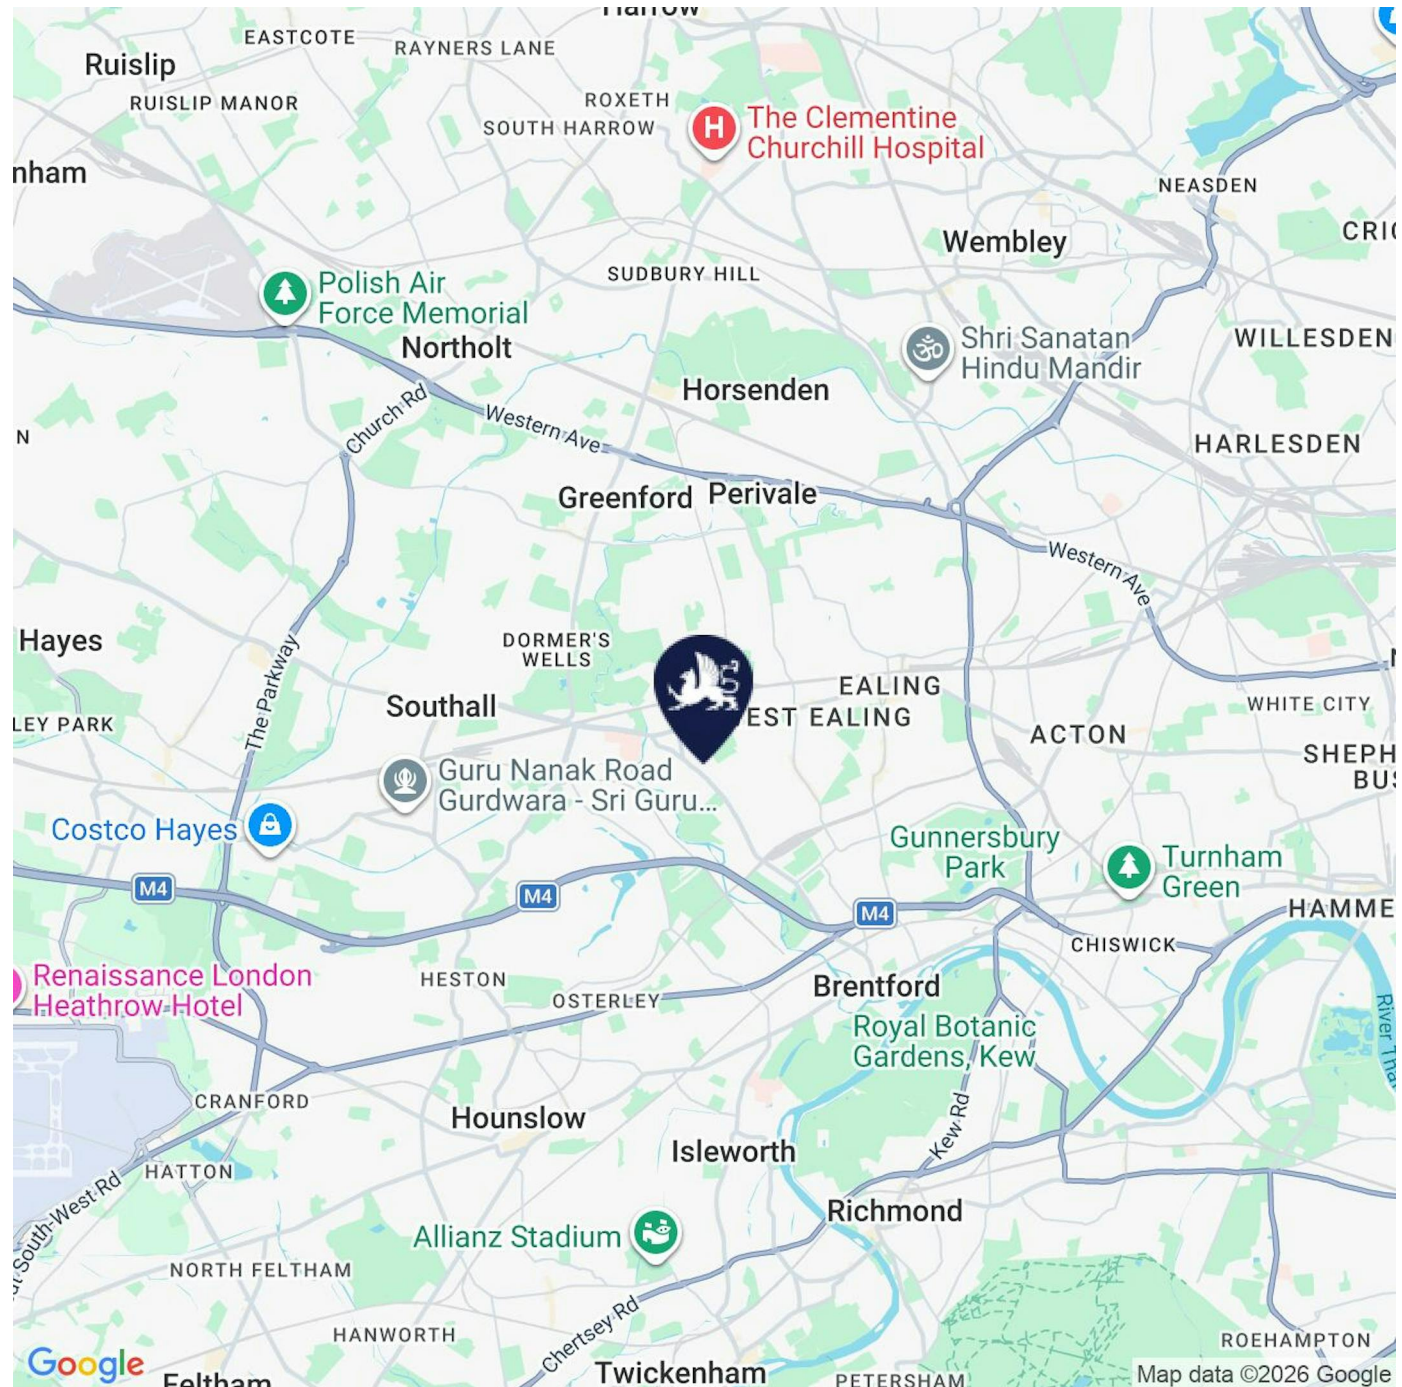 Harrow
EASTCOTE
RAYNERS LANE
Ruislip
RUISLIP MANOR
ROXETH
SOUTH HARROW
The Clementine
Churchill Hospital
nham
NEASDEN
CRIC
Wembley
SUDBURY HILL
Polish Air
Force Memorial
Northolt
Shri Sanatan
Hindu Mandir
WILLESDEN
Horsenden
Church Rd
Western Ave
N
HARLESDEN
Greenford
Perivale
Western Ave
Hayes
DORMER'S
WELLS
The Parkway
EALING
Southall
EST EALING
WHITE CITY
LEY PARK
ACTON
SHEPH
BUS
Guru Nanak Road
Gurdwara - Sri Guru...
Costco Hayes
Gunnersbury
Park
Turnham
Green
M4
M4
M4
HAMME
CHISWICK
Renaissance London
Heathrow Hotel
HESTON
OSTERLEY
Brentford
Royal Botanic
Gardens, Kew
River Tha
CRANFORD
Hounslow
Kew Rd
Isleworth
HATTON
South-West Rd
Richmond
Allianz Stadium
NORTH FELTHAM
Chertsey Rd
HANWORTH
ROEHAMPTON
Google
Feltham
Twickenham
PETERSHAM
Map data ©2026 Google